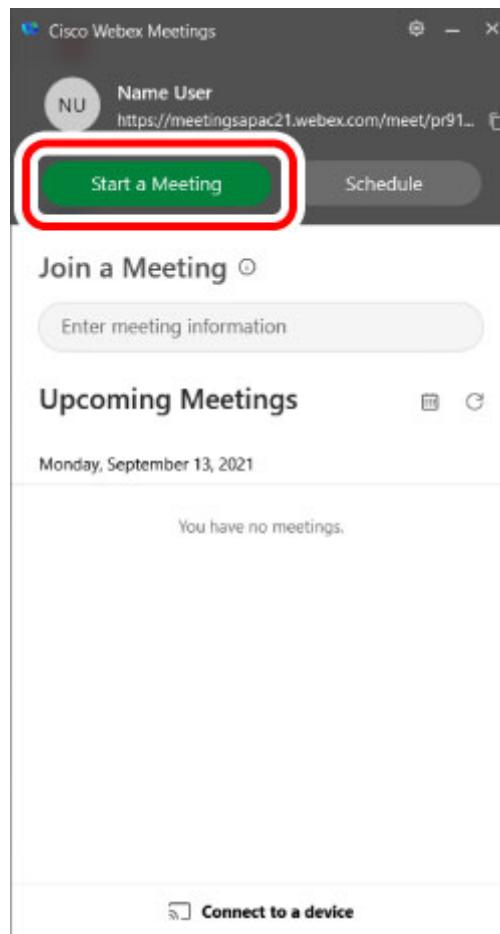 Cisco Webex Meetings
NU
Name User
https://meetingsapac21.webex.com/meet/pr91...
Start a Meeting
Schedule
Join a Meeting
Enter meeting information
Upcoming Meetings
Monday, September 13, 2021
You have no meetings.
Connect to a device